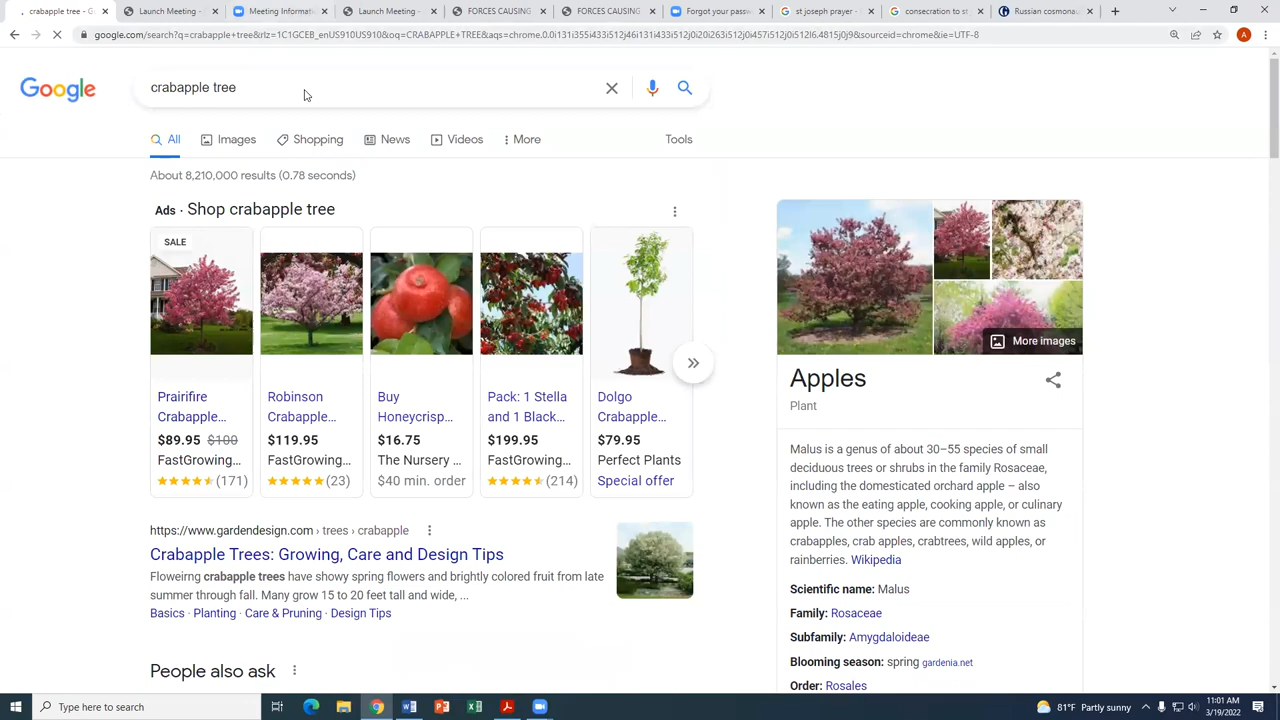 crabapple tree - G
Launch Meeting -
Meeting Informati
Launch Meeting -
FORCES CAUSING
FORCES CAUSING
Forgot your passw
st joseph prayer -
consecration to st
Russian cosmonau
google.com/search?q=crabapple+tree&rlz=1C1GCEB_enUS910US910&oq=CRABAPPLE+TREE&aqs=chrome.0.0i131i355i433i512j46i131i433i512j0i20i263i512j0i457i512j0i512l6.4815j0j9&sourceid=chrome&ie=UTF-8
A
Google
crabapple tree
All
Images
Shopping
News
Videos
More
Tools
About 8,210,000 results (0.78 seconds)
Ads · Shop crabapple tree
SALE
Prairifire
Crabapple...
$89.95 $100
FastGrowing...
(171)
Robinson
Crabapple...
$119.95
FastGrowing...
(23)
Buy
Honeycrisp...
$16.75
The Nursery ...
$40 min. order
Pack: 1 Stella
and 1 Black...
$199.95
FastGrowing...
(214)
Dolgo
Crabapple...
$79.95
Perfect Plants
Special offer
https://www.gardendesign.com › trees › crabapple
Crabapple Trees: Growing, Care and Design Tips
Floweirng crabapple trees have showy spring flowers and brightly colored fruit from late
summer through fall. Many grow 15 to 20 feet tall and wide, ...
Basics · Planting · Care & Pruning · Design Tips
People also ask
More images
Apples
Plant
Malus is a genus of about 30–55 species of small
deciduous trees or shrubs in the family Rosaceae,
including the domesticated orchard apple – also
known as the eating apple, cooking apple, or culinary
apple. The other species are commonly known as
crabapples, crab apples, crabtrees, wild apples, or
rainberries. Wikipedia
Scientific name: Malus
Family: Rosaceae
Subfamily: Amygdaloideae
Blooming season: spring gardenia.net
Order: Rosales
Type here to search
87°F Partly sunny
11:01 AM
3/19/2022